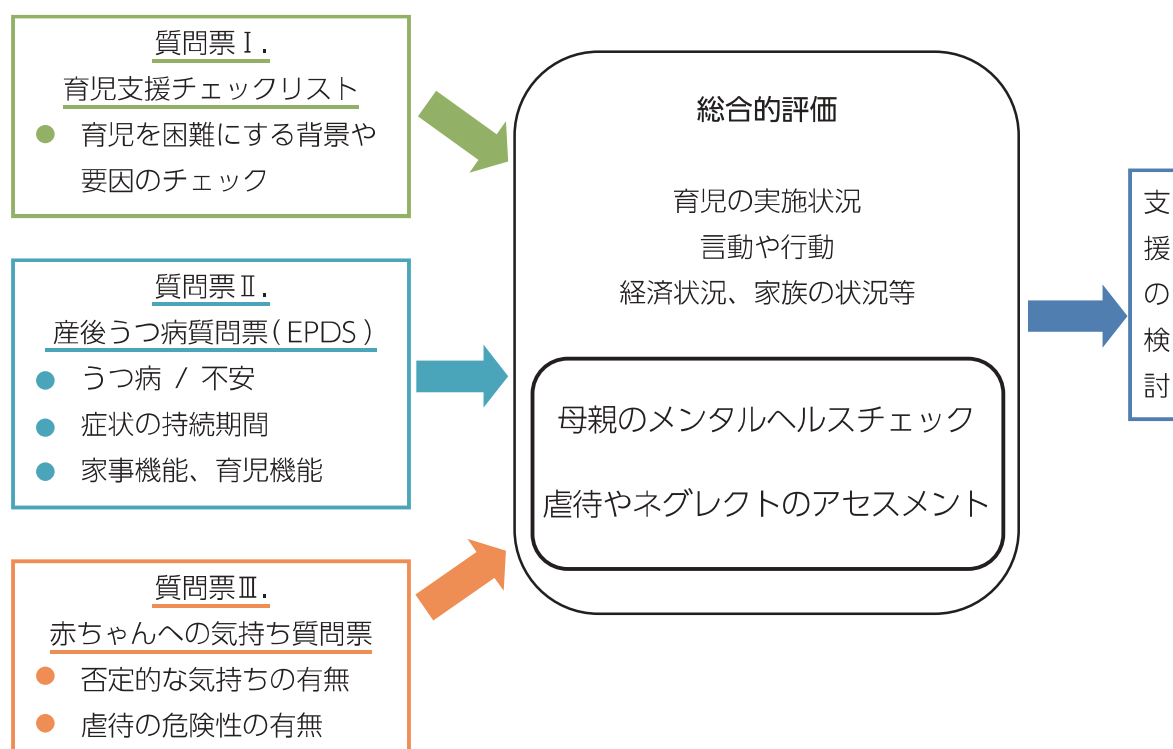 質問票Ⅰ.
育児支援チェックリスト
● 育児を困難にする背景や
要因のチェック
質問票Ⅱ.
産後うつ病質問票(EPDS)
● うつ病 / 不安
● 症状の持続期間
● 家事機能、育児機能
質問票Ⅲ.
赤ちゃんへの気持ち質問票
● 否定的な気持ちの有無
● 虐待の危険性の有無
総合的評価
育児の実施状況
言動や行動
経済状況、家族の状況等
母親のメンタルヘルスチェック
虐待やネグレクトのアセスメント
支援の検討